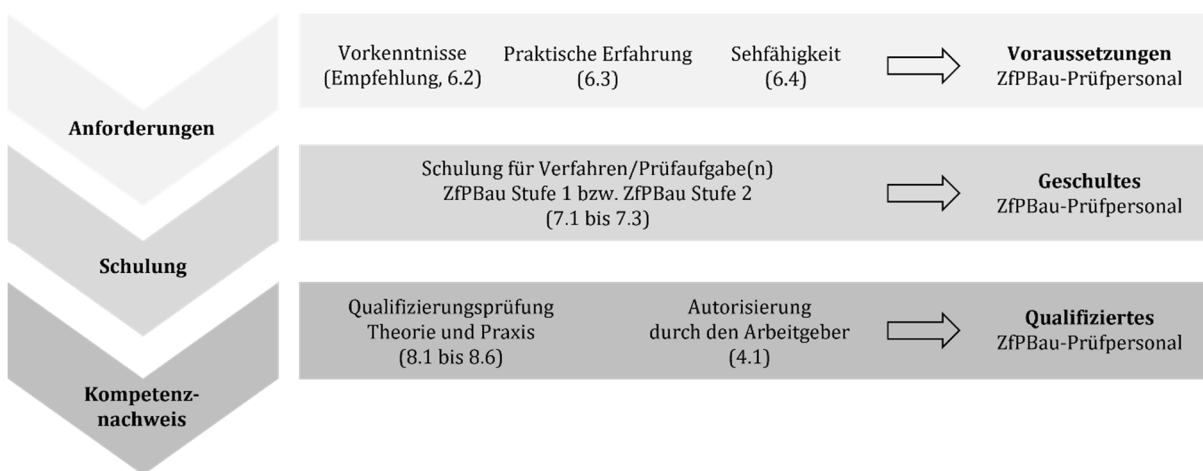 Anforderungen
Vorkenntnisse
(Empfehlung, 6.2)
Praktische Erfahrung
(6.3)
Sehfähigkeit
(6.4)
Voraussetzungen
ZfPBau-Prüfpersonal
Schulung
Schulung für Verfahren/Prüfaufgabe(n)
ZfPBau Stufe 1 bzw. ZfPBau Stufe 2
(7.1 bis 7.3)
Geschultes
ZfPBau-Prüfpersonal
Kompetenz-
nachweis
Qualifizierungsprüfung
Theorie und Praxis
(8.1 bis 8.6)
Autorisierung
durch den Arbeitgeber
(4.1)
Qualifiziertes
ZfPBau-Prüfpersonal